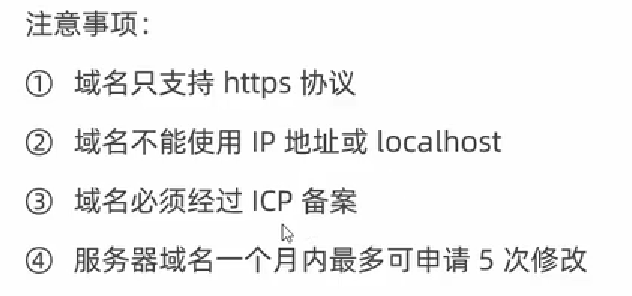 注意事项：
① 域名只支持 https 协议
② 域名不能使用 IP 地址或 localhost
③ 域名必须经过 ICP 备案
④ 服务器域名一个月内最多可申请 5 次修改